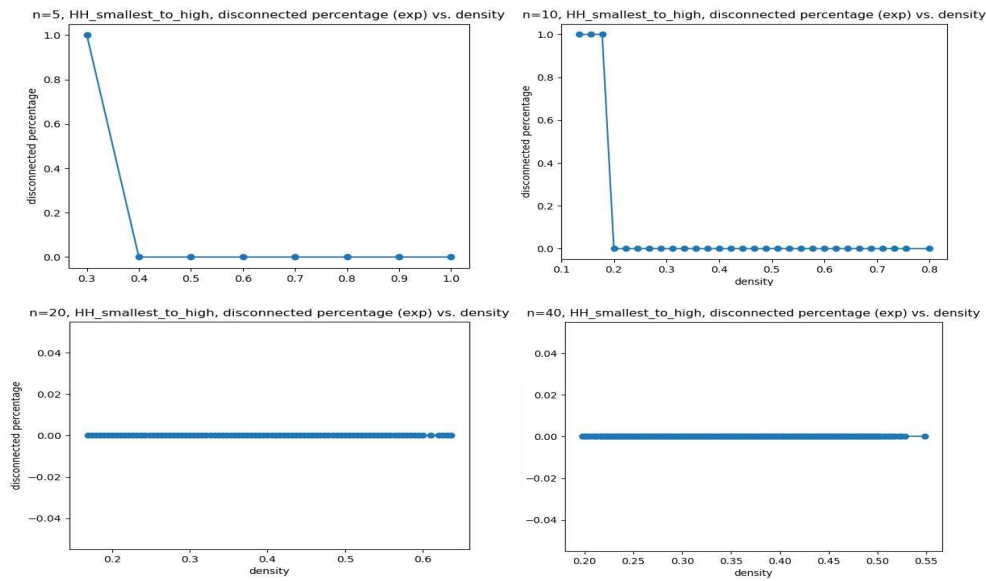 n=5, HH_smallest_to_high, disconnected percentage (exp) vs. density
1.0
0.8
0.6
0.4
0.2
0.0
disconnected percentage
0.3 0.4 0.5 0.6 0.7 0.8 0.9 1.0
n=10, HH_smallest_to_high, disconnected percentage (exp) vs. density
1.0
0.8
0.6
0.4
0.2
0.0
disconnected percentage
0.1 0.2 0.3 0.4 0.5 0.6 0.7 0.8
density
n=20, HH_smallest_to_high, disconnected percentage (exp) vs. density
0.04
0.02
0.00
−0.02
−0.04
disconnected percentage
0.2 0.3 0.4 0.5 0.6
density
n=40, HH_smallest_to_high, disconnected percentage (exp) vs. density
0.04
0.02
0.00
−0.02
−0.04
0.20 0.25 0.30 0.35 0.40 0.45 0.50 0.55
density